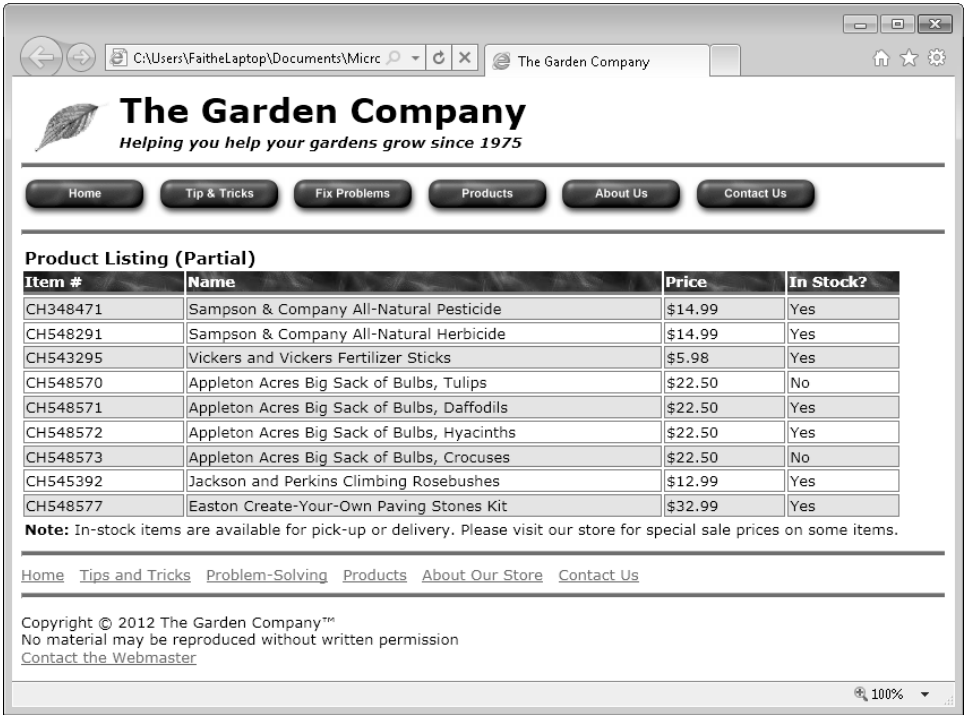 C:\Users\FaitheLaptop\Documents\Micrc
The Garden Company
The Garden Company
Helping you help your gardens grow since 1975
Home Tip & Tricks Fix Problems Products About Us Contact Us
Product Listing (Partial)
Item # Name Price In Stock?
CH348471 Sampson & Company All-Natural Pesticide $14.99 Yes
CH548291 Sampson & Company All-Natural Herbicide $14.99 Yes
CH543295 Vickers and Vickers Fertilizer Sticks $5.98 Yes
CH548570 Appleton Acres Big Sack of Bulbs, Tulips $22.50 No
CH548571 Appleton Acres Big Sack of Bulbs, Daffodils $22.50 Yes
CH548572 Appleton Acres Big Sack of Bulbs, Hyacinths $22.50 Yes
CH548573 Appleton Acres Big Sack of Bulbs, Crocuses $22.50 No
CH545392 Jackson and Perkins Climbing Rosebushes $12.99 Yes
CH548577 Easton Create-Your-Own Paving Stones Kit $32.99 Yes
Note: In-stock items are available for pick-up or delivery. Please visit our store for special sale prices on some items.
Home Tips and Tricks Problem-Solving Products About Our Store Contact Us
Copyright © 2012 The Garden Company™
No material may be reproduced without written permission
Contact the Webmaster
100%